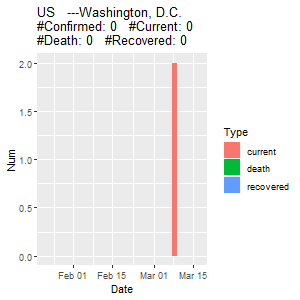 US   ---Washington, D.C.
#Confirmed: 0   #Current: 0
#Death: 0   #Recovered: 0
2.0
1.5
1.0
0.5
0.0
Num
Feb 01
Feb 15
Mar 01
Mar 15
Date
Type
current
death
recovered